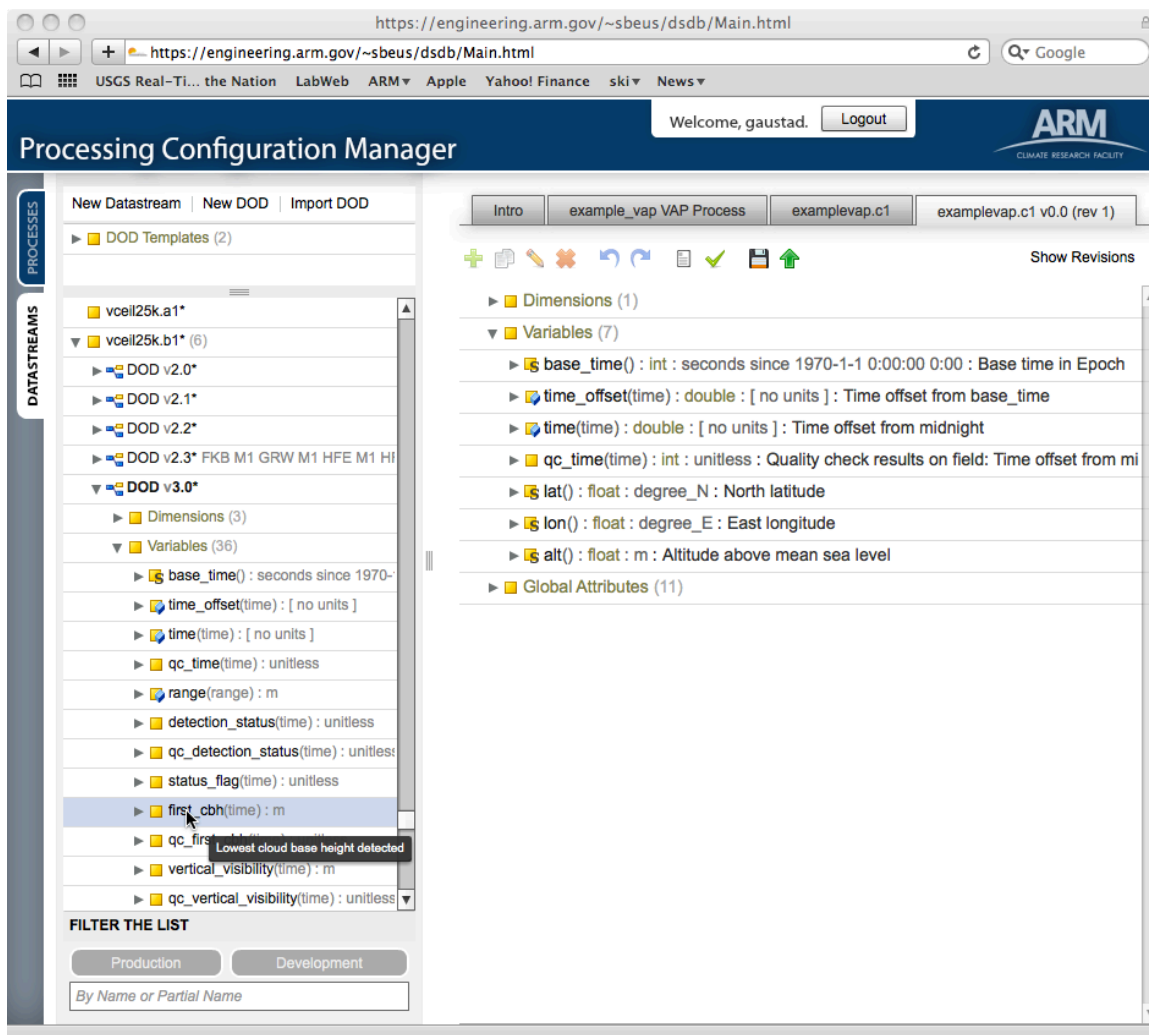 https://engineering.arm.gov/~sbeus/dsdb/Main.html
https://engineering.arm.gov/~sbeus/dsdb/Main.html
Google
USGS Real-Ti... the Nation LabWeb ARM Apple Yahoo! Finance ski News
Processing Configuration Manager
Welcome, gaustad. Logout
ARM
CLIMATE RESEARCH FACILITY
PROCESSES
DATASTREAMS
New Datastream New DOD Import DOD
DOD Templates (2)
vceil25k.a1*
vceil25k.b1* (6)
DOD v2.0*
DOD v2.1*
DOD v2.2*
DOD v2.3* FKB M1 GRW M1 HFE M1 HI
DOD v3.0*
Dimensions (3)
Variables (36)
base_time() : seconds since 1970-
time_offset(time) : [ no units ]
time(time) : [ no units ]
qc_time(time) : unitless
range(range) : m
detection_status(time) : unitless
qc_detection_status(time) : unitless
status_flag(time) : unitless
first_cbh(time) : m
qc_firs
Lowest cloud base height detected
vertical_visibility(time) : m
qc_vertical_visibility(time) : unitless
FILTER THE LIST
Production Development
By Name or Partial Name
Intro example_vap VAP Process examplevap.c1 examplevap.c1 v0.0 (rev 1)
Show Revisions
Dimensions (1)
Variables (7)
S base_time() : int : seconds since 1970-1-1 0:00:00 0:00 : Base time in Epoch
time_offset(time) : double : [ no units ] : Time offset from base_time
time(time) : double : [ no units ] : Time offset from midnight
qc_time(time) : int : unitless : Quality check results on field: Time offset from mi
S lat() : float : degree_N : North latitude
S lon() : float : degree_E : East longitude
S alt() : float : m : Altitude above mean sea level
Global Attributes (11)